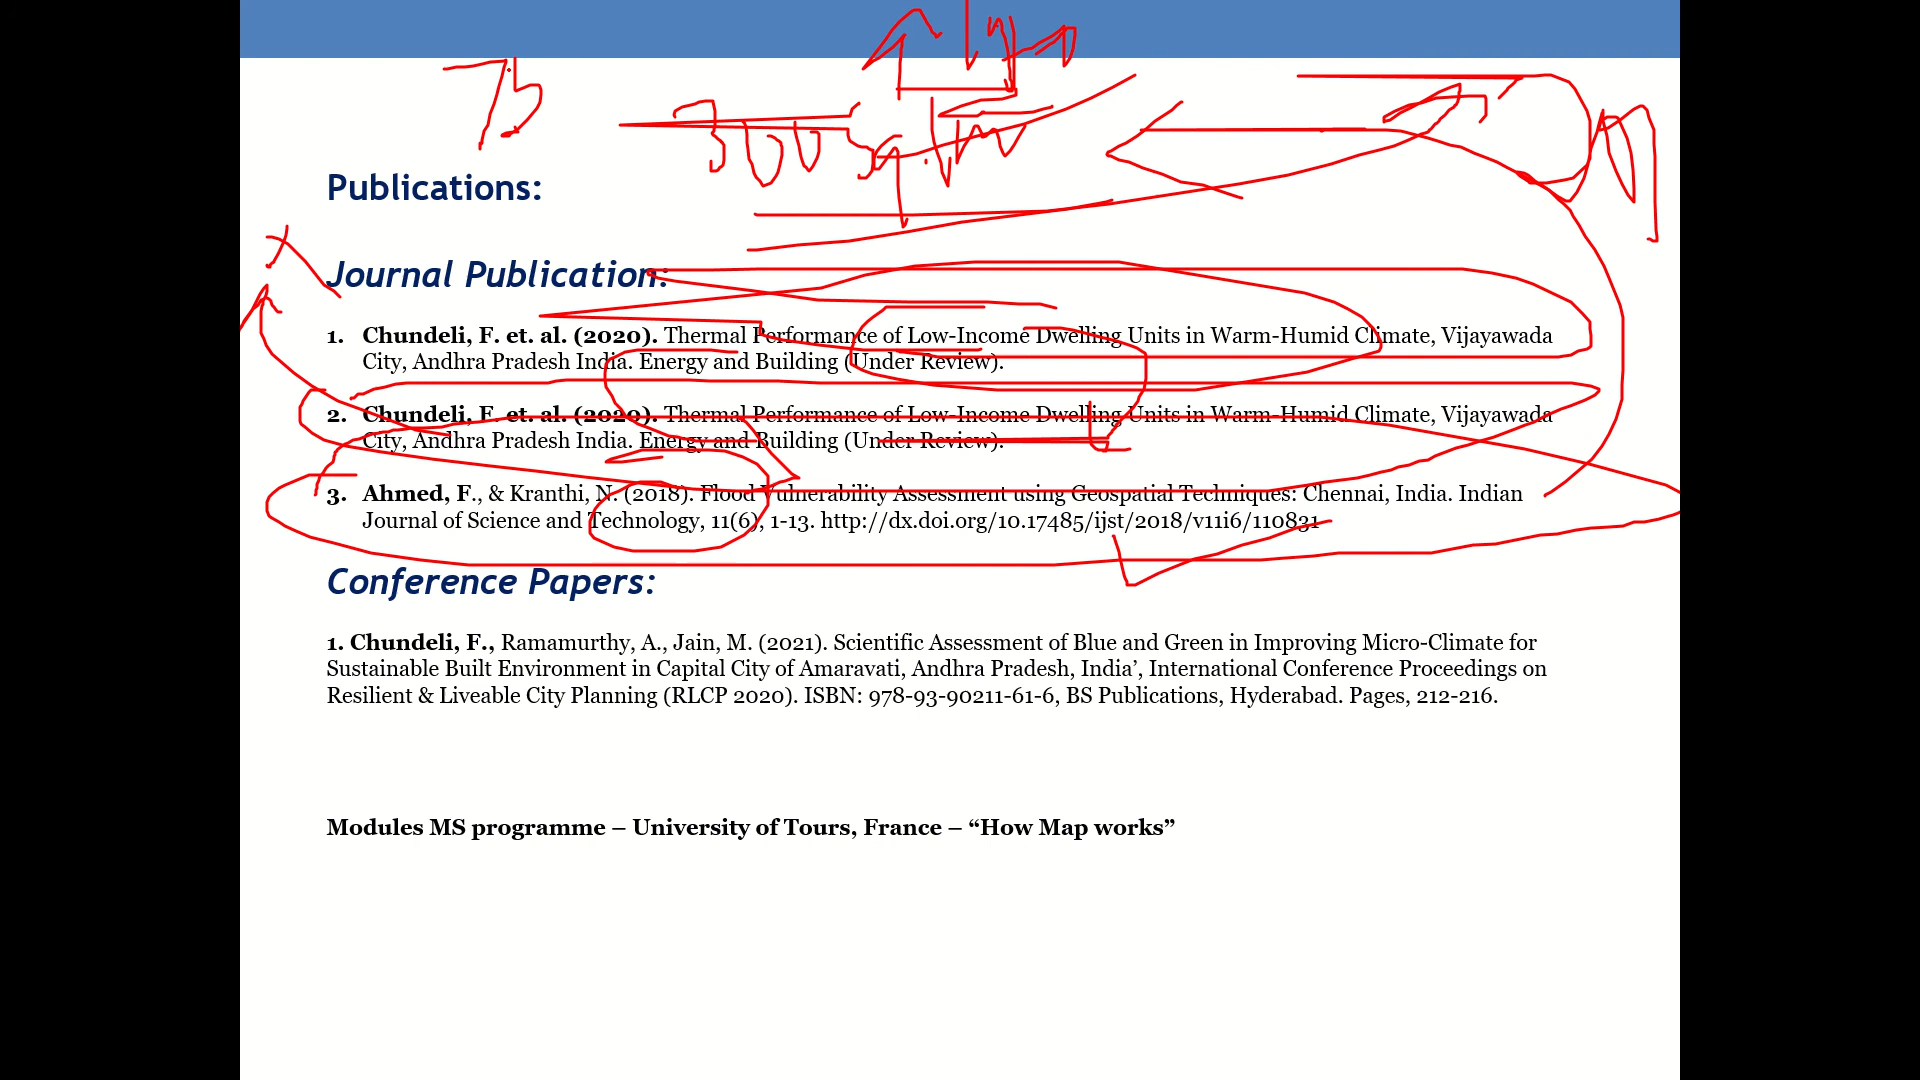 Publications:
Journal Publication:
1. Chundeli, F. et. al. (2020). Thermal Performance of Low-Income Dwelling Units in Warm-Humid Climate, Vijayawada
City, Andhra Pradesh India. Energy and Building (Under Review).
2. Chundeli, F. et. al. (2020). Thermal Performance of Low-Income Dwelling Units in Warm-Humid Climate, Vijayawada
City, Andhra Pradesh India. Energy and Building (Under Review).
3. Ahmed, F., & Kranthi, N. (2018). Flood Vulnerability Assessment using Geospatial Techniques: Chennai, India. Indian
Journal of Science and Technology, 11(6), 1-13. http://dx.doi.org/10.17485/ijst/2018/v11i6/110831
Conference Papers:
1. Chundeli, F., Ramamurthy, A., Jain, M. (2021). Scientific Assessment of Blue and Green in Improving Micro-Climate for
Sustainable Built Environment in Capital City of Amaravati, Andhra Pradesh, India’, International Conference Proceedings on
Resilient & Liveable City Planning (RLCP 2020). ISBN: 978-93-90211-61-6, BS Publications, Hyderabad. Pages, 212-216.
Modules MS programme – University of Tours, France – “How Map works”